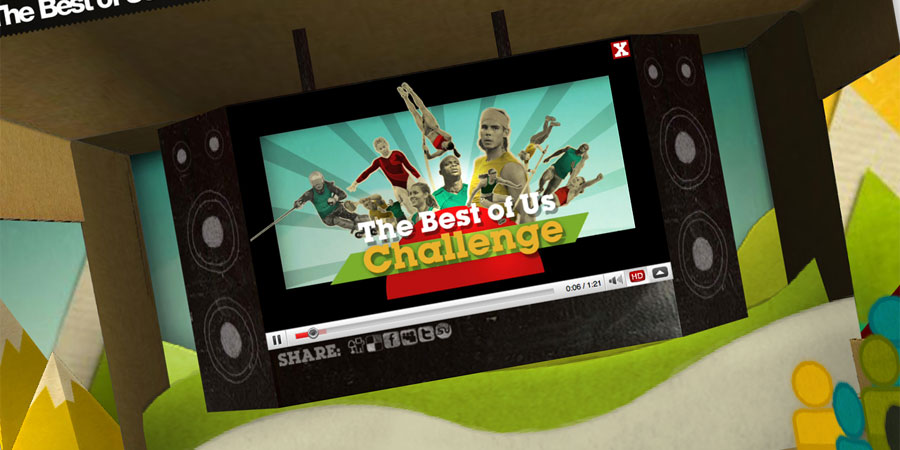 The Best of
X
The Best of Us
Challenge
0:06 / 1:21
HD
SHARE: